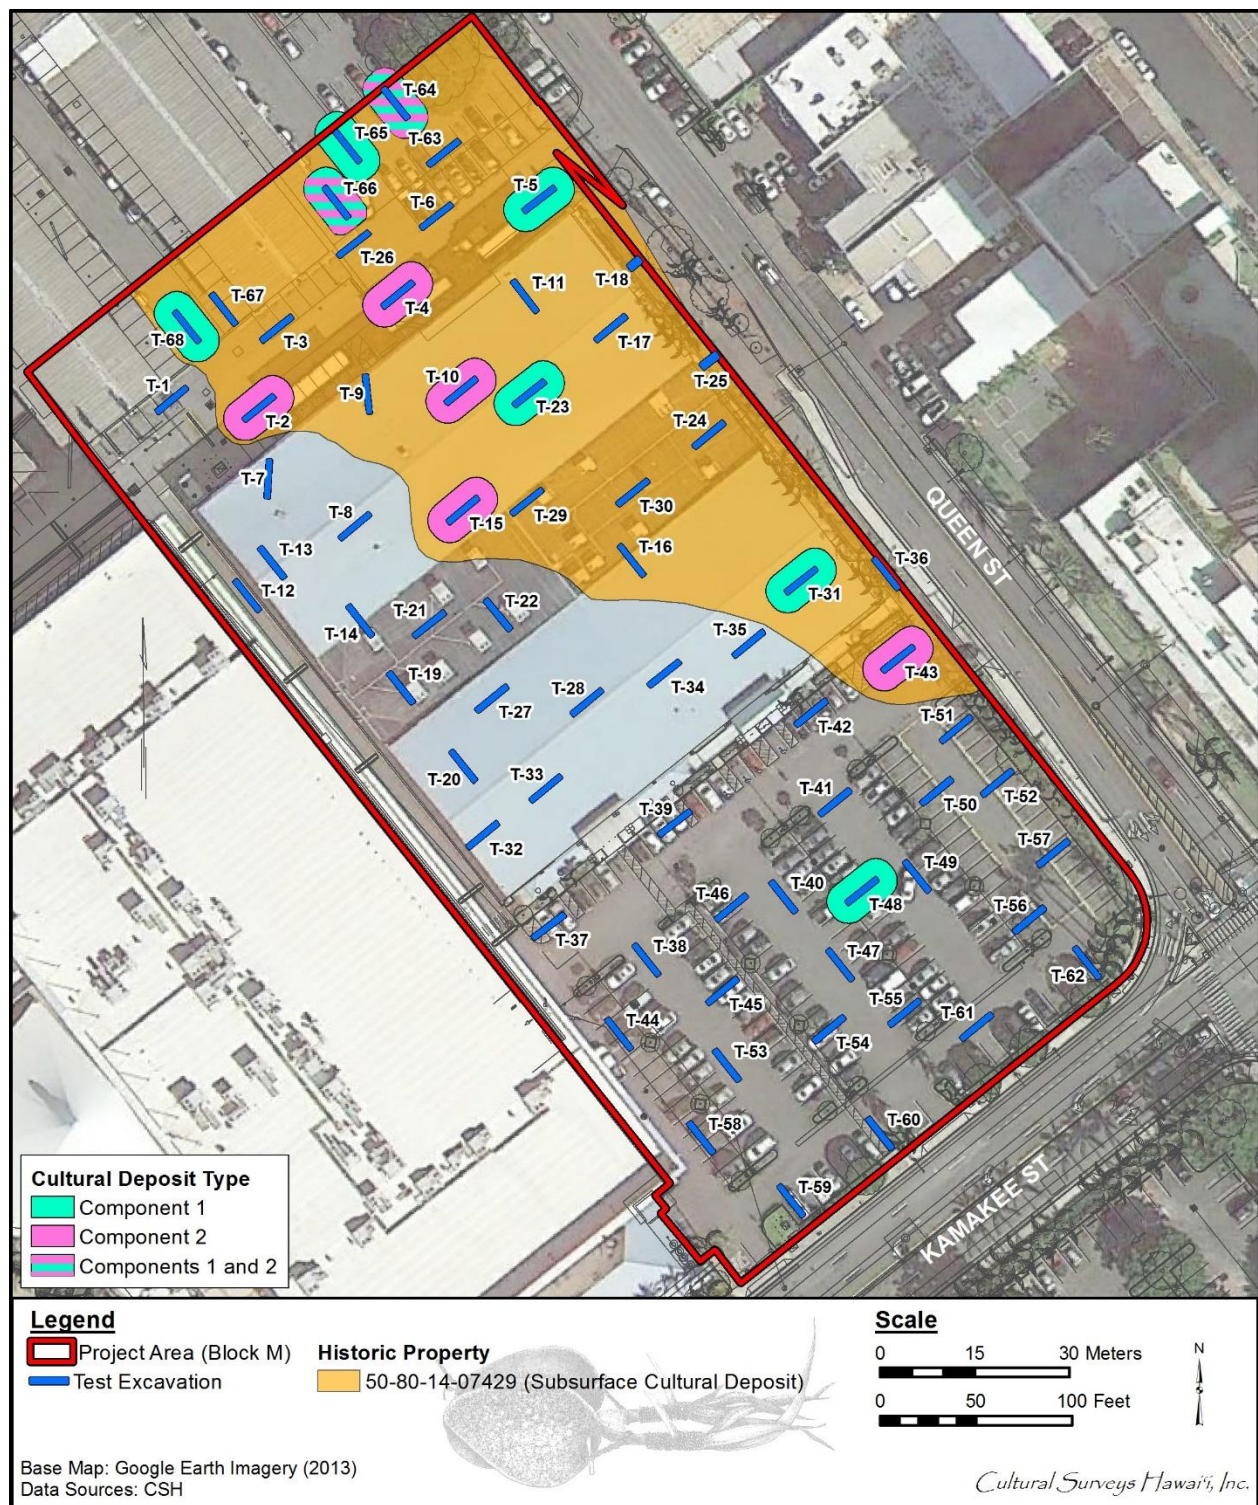 T-64
T-65
T-63
T-66
T-5
T-6
T-26
T-18
T-11
T-4
T-67
T-17
T-68
T-3
T-25
T-1
T-9
T-10
T-23
T-2
T-24
T-7
T-8
T-15
T-29
T-30
QUEEN ST
T-13
T-16
T-12
T-36
T-31
T-22
T-21
T-14
T-35
T-43
T-19
T-34
T-28
T-27
T-42
T-51
T-20
T-33
T-41
T-50
T-52
T-39
T-32
T-57
T-49
T-46
T-40
T-48
T-56
T-37
T-38
T-47
T-62
T-45
T-55
T-44
T-54
T-61
T-53
T-58
T-60
T-59
KAMAKEE ST
Cultural Deposit Type
Component 1
Component 2
Components 1 and 2
Legend
Project Area (Block M)
Test Excavation
Historic Property
50-80-14-07429 (Subsurface Cultural Deposit)
Scale
0 15 30 Meters
0 50 100 Feet
N
Base Map: Google Earth Imagery (2013)
Data Sources: CSH
Cultural Surveys Hawaiʻi, Inc.